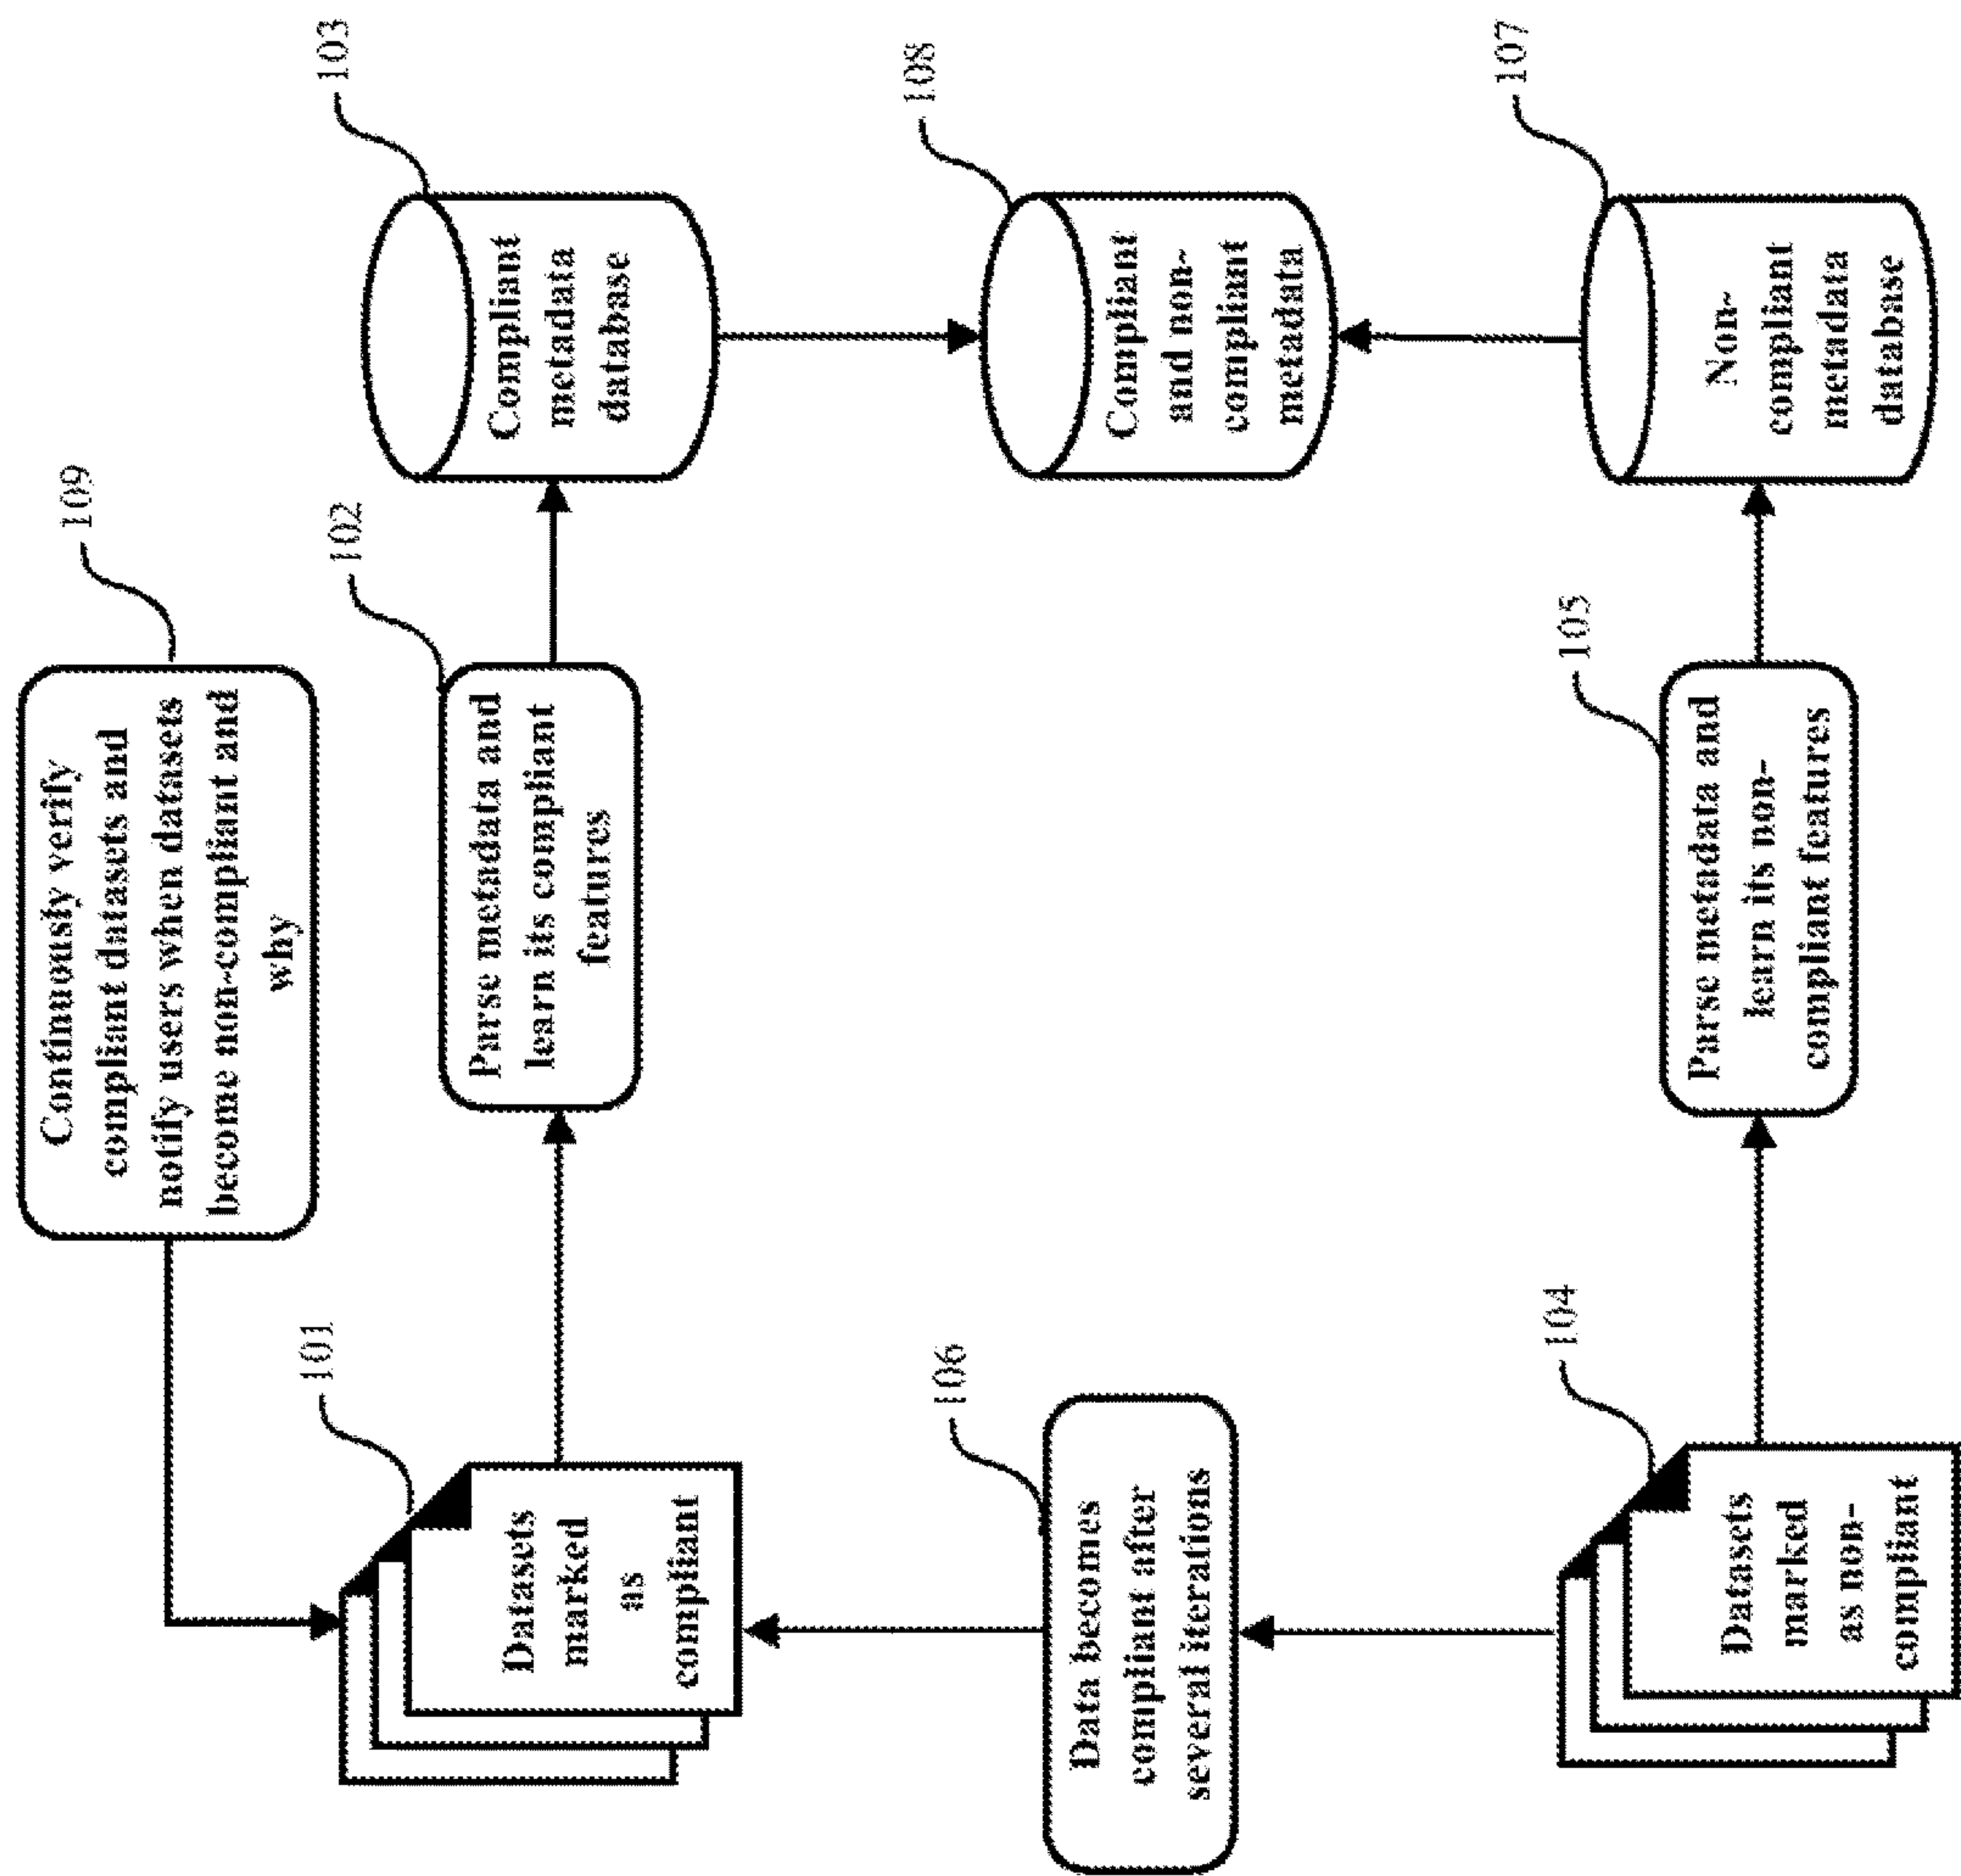 109
Continuously verify
compliant datasets and
notify users when datasets
become non-compliant and
why
101
Datasets
marked
as
compliant
102
Parse metadata and
learn its compliant
features
103
Compliant
metadata
database
106
Data becomes
compliant after
several iterations
108
Compliant
and non-
compliant
metadata
104
Datasets
marked
as non-
compliant
105
Parse metadata and
learn its non-
compliant features
107
Non-
compliant
metadata
database